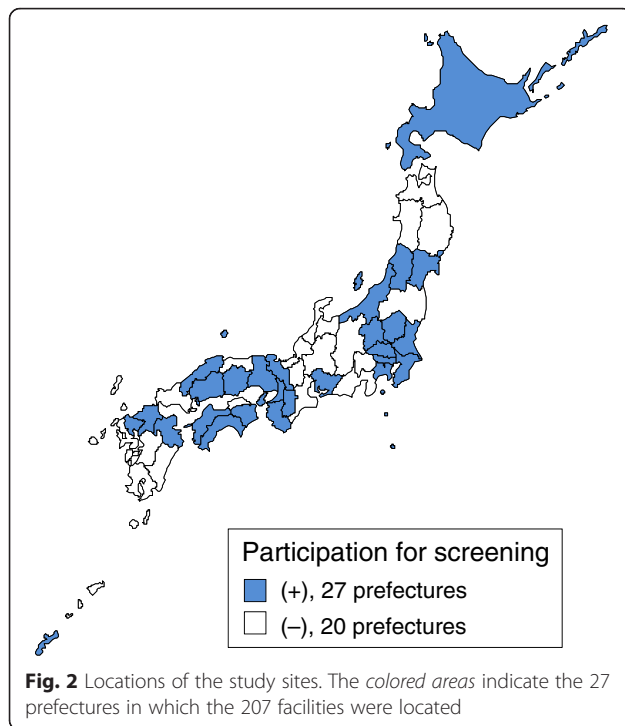 Participation for screening
(+), 27 prefectures
(–), 20 prefectures
Fig. 2 Locations of the study sites. The colored areas indicate the 27
prefectures in which the 207 facilities were located